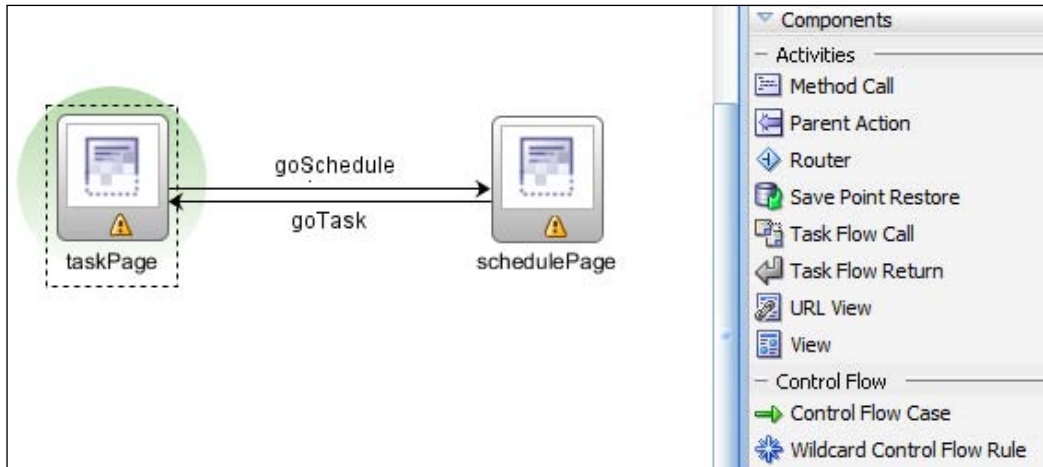 goSchedule
goTask
taskPage
schedulePage
Components
Activities
Method Call
Parent Action
Router
Save Point Restore
Task Flow Call
Task Flow Return
URL View
View
Control Flow
Control Flow Case
Wildcard Control Flow Rule